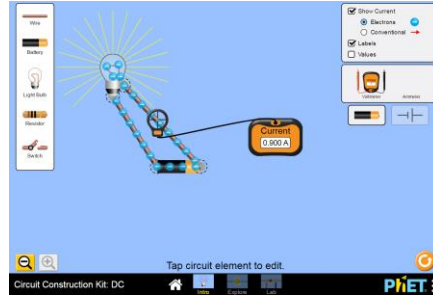 Wire
Battery
Light Bulb
Resistor
Switch
Show Current
Electrons
Conventional
Labels
Values
Voltmeter
Ammeter
Current
0.900 A
Tap circuit element to edit.
Circuit Construction Kit: DC
Intro
Explore
Lab
PhET